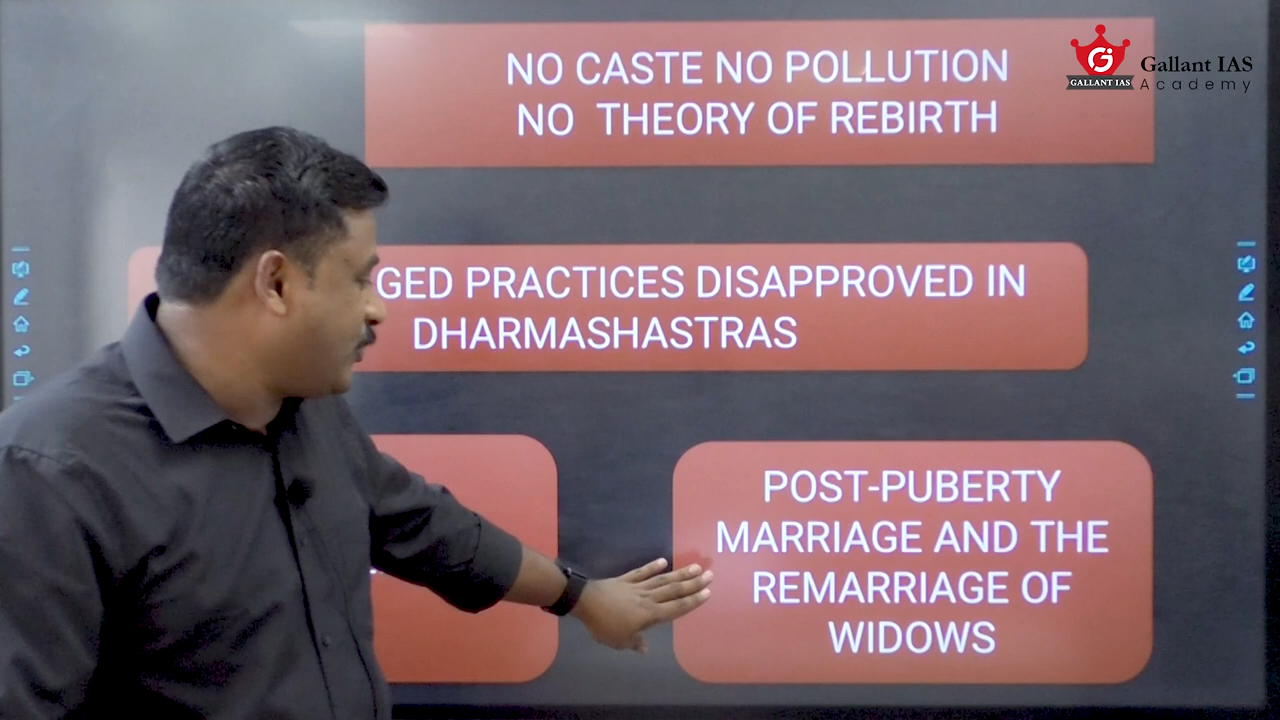 NO CASTE NO POLLUTION
NO THEORY OF REBIRTH
Gallant IAS
GALLANT IAS
Academy
PRACTICES DISAPPROVED IN
DHARMASHASTRAS
POST-PUBERTY
MARRIAGE AND THE
REMARRIAGE OF
WIDOWS